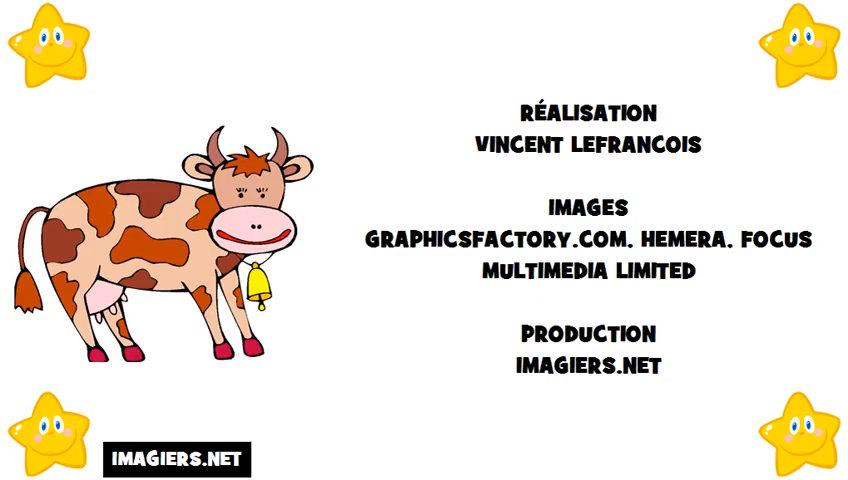 RÉALISATION
VINCENT LEFRANCOIS
IMAGES
GRAPHICSFACTORY.COM, HEMERA, FOCUS
MULTIMEDIA LIMITED
PRODUCTION
IMAGIERS.NET
IMAGIERS.NET